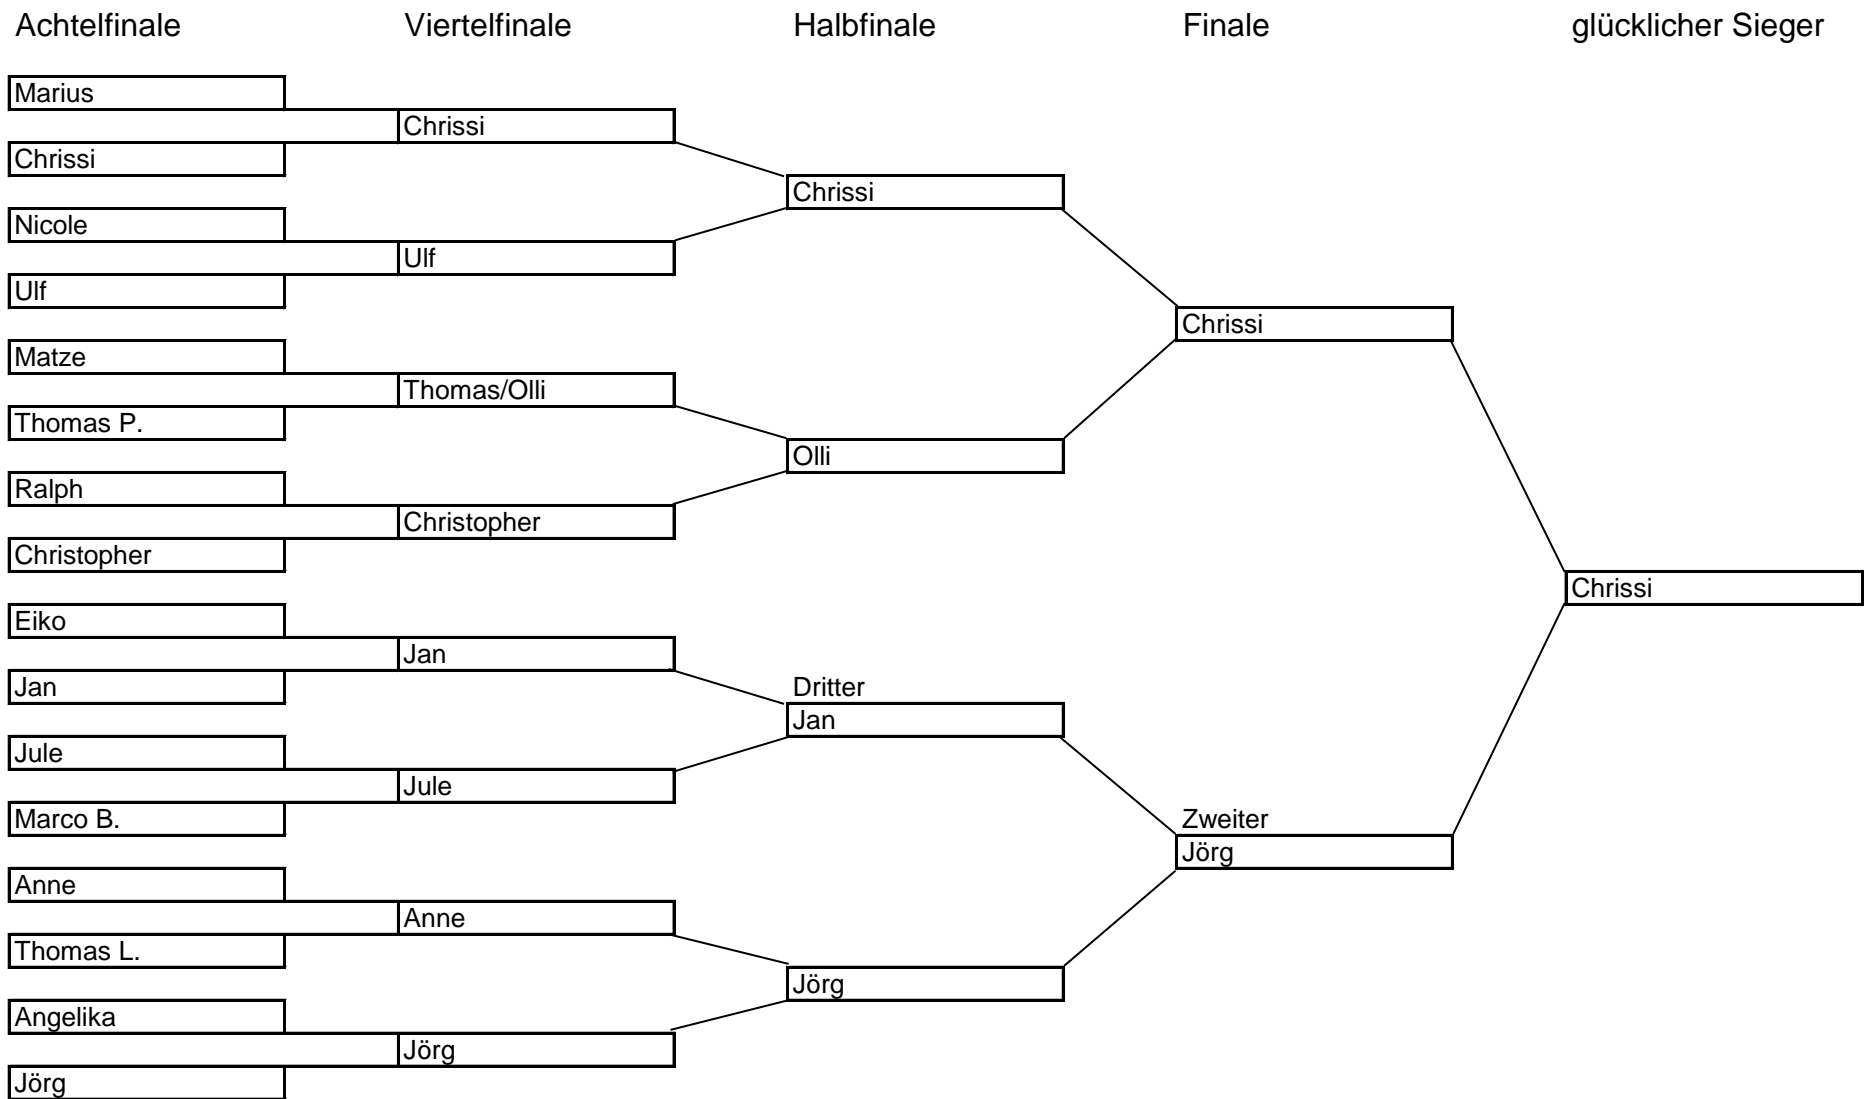 Achtelfinale Viertelfinale Halbfinale Finale glücklicher Sieger
Marius
Chrissi
Chrissi
Chrissi
Nicole
Ulf
Ulf
Chrissi
Matze
Thomas/Olli
Thomas P.
Olli
Ralph
Christopher
Christopher
Chrissi
Eiko
Jan
Jan
Dritter
Jan
Jule
Jule
Marco B.
Zweiter
Jörg
Anne
Anne
Thomas L.
Jörg
Angelika
Jörg
Jörg